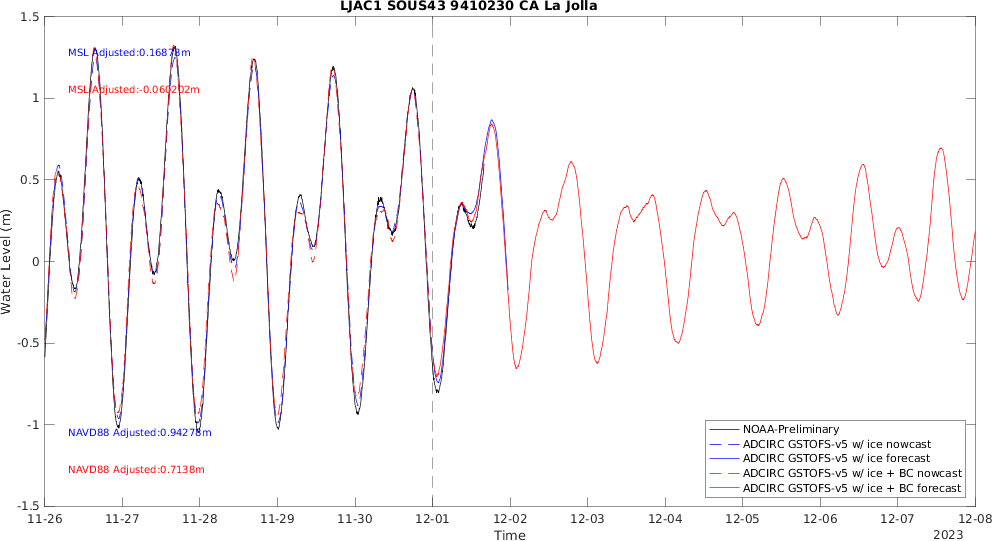 LJAC1 SOUS43 9410230 CA La Jolla
1.5
1
0.5
0
-0.5
-1
-1.5
Water Level (m)
MSL Adjusted:0.16873m
MSL Adjusted:-0.060202m
NAVD88 Adjusted:0.94278m
NAVD88 Adjusted:0.7138m
NOAA-Preliminary
ADCIRC GSTOFS-v5 w/ ice nowcast
ADCIRC GSTOFS-v5 w/ ice forecast
ADCIRC GSTOFS-v5 w/ ice + BC nowcast
ADCIRC GSTOFS-v5 w/ ice + BC forecast
11-26 11-27 11-28 11-29 11-30 12-01 12-02 12-03 12-04 12-05 12-06 12-07 12-08
Time
2023